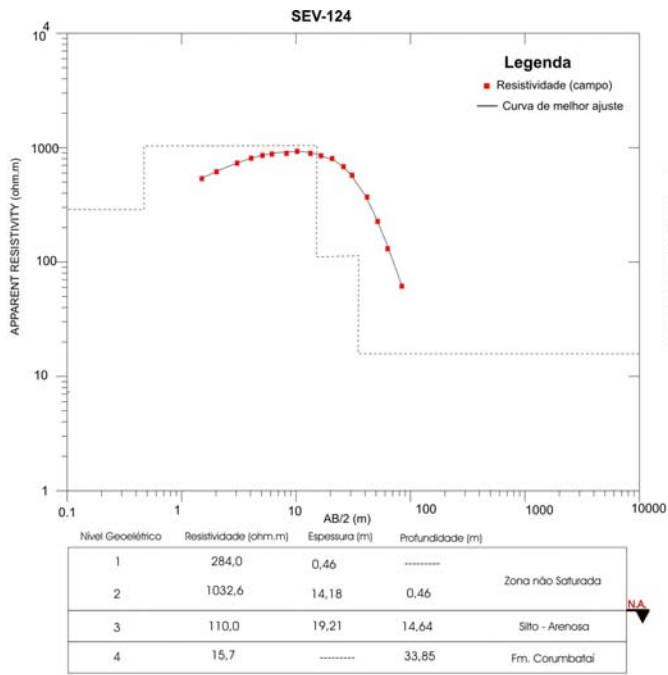 SEV-124
10 4
Legenda
Resistividade (campo)
Curva de melhor ajuste
1000
100
10
1
APPARENT RESISTIVITY (ohm.m)
0.1 1 10 100 1000 10000
AB/2 (m)
Nível Geoelétrico Resistividade (ohm.m) Espessura (m) Profundidade (m)
1 284,0 0,46 ---------
Zona não Saturada
2 1032,6 14,18 0,46
N.A.
3 110,0 19,21 14,64 Silto - Arenosa
4 15,7 --------- 33,85 Fm. Corumbataí